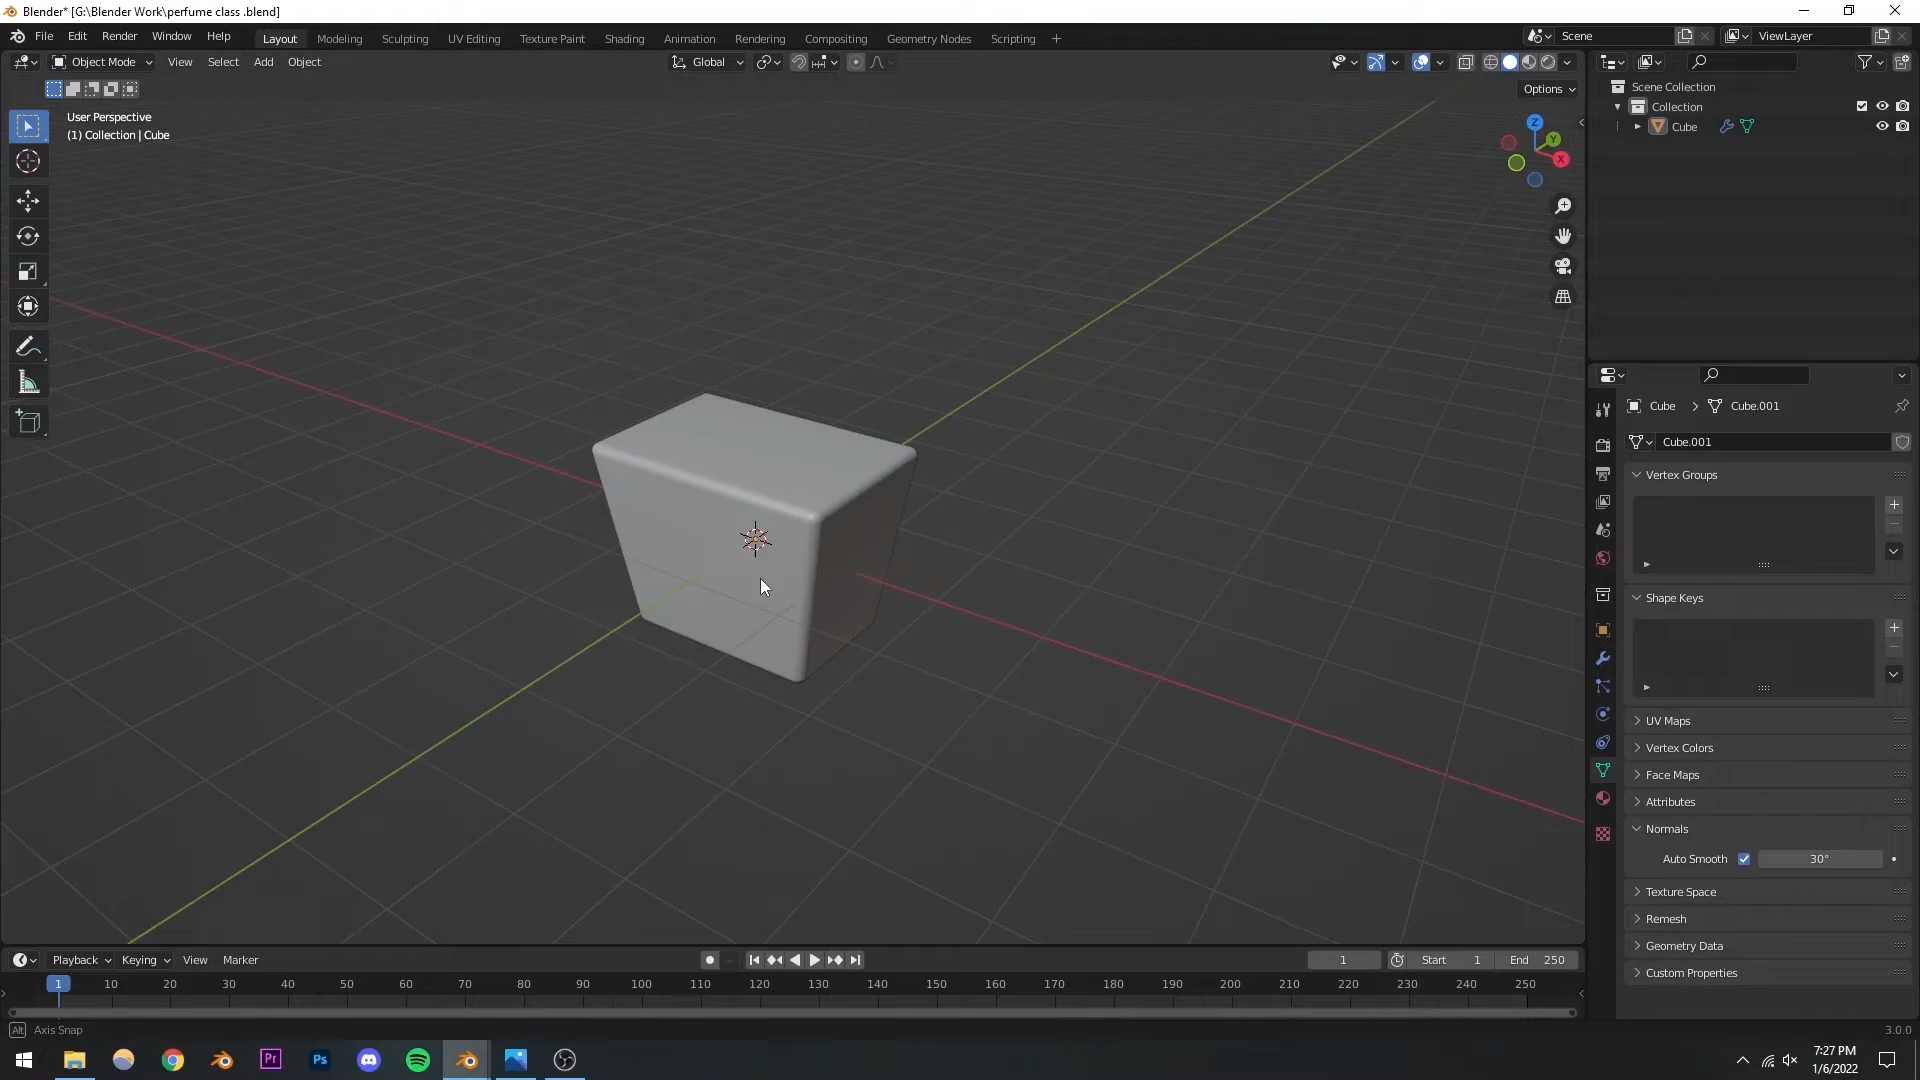 Blender* [G:\Blender Work\perfume class .blend]
File Edit Render Window Help Layout Modeling Sculpting UV Editing Texture Paint Shading Animation Rendering Compositing Geometry Nodes Scripting + Scene ViewLayer
Object Mode View Select Add Object Global
Options
User Perspective
(1) Collection | Cube
Z
Y
X
Scene Collection
Collection
Cube
Cube > Cube.001
Cube.001
Vertex Groups
Shape Keys
UV Maps
Vertex Colors
Face Maps
Attributes
Normals
Auto Smooth 30°
Texture Space
Remesh
Geometry Data
Custom Properties
Playback Keying View Marker 1 Start 1 End 250
1 10 20 30 40 50 60 70 80 90 100 110 120 130 140 150 160 170 180 190 200 210 220 230 240 250
Alt Axis Snap 3.0.0
Pr Ps
7:27 PM
1/6/2022